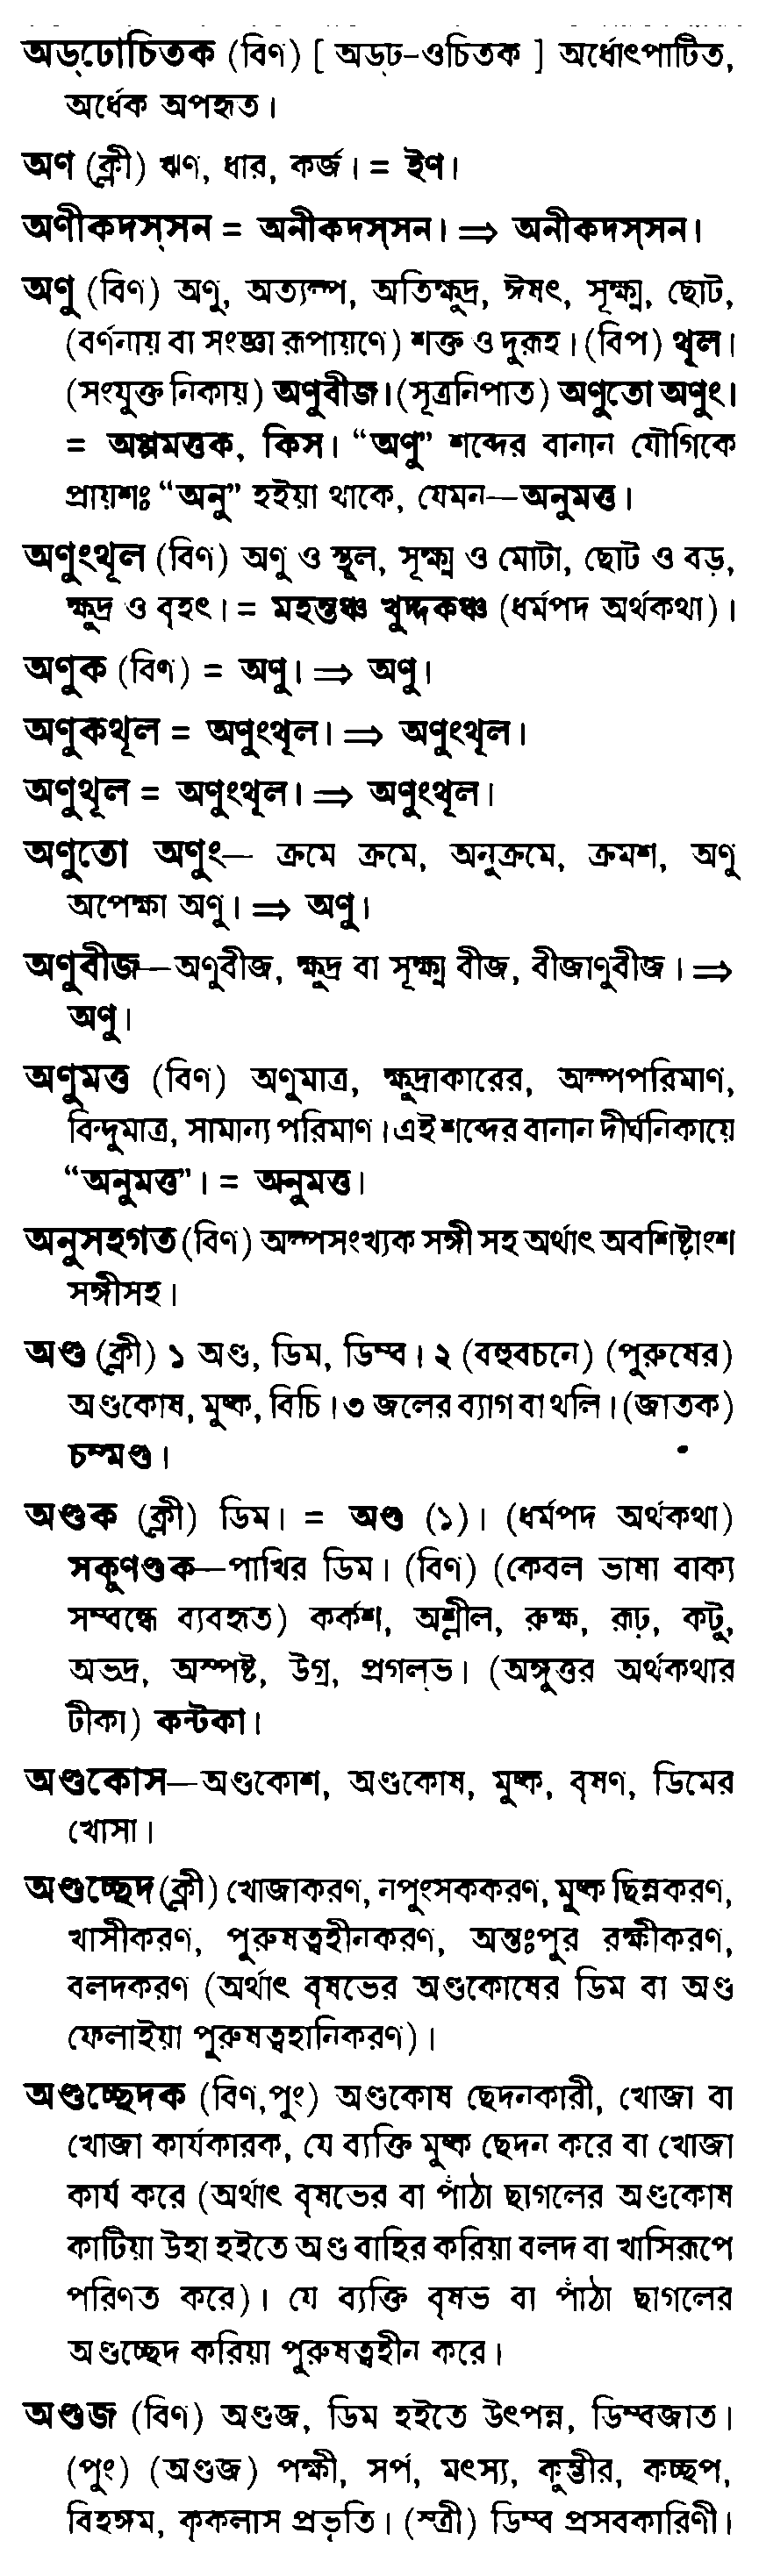 অড্ঢোচিতক (বিণ) [ অড্ঢ-ওচিতক ] অর্ধোৎপাটিত,
অর্ধেক অপহৃত।
অণ (ক্লী) ঋণ, ধার, কর্জ। = ইণ।
অণীকদস্সন = অনীকদস্সন। ⇒ অনীকদস্সন।
অণু (বিণ) অণু, অত্যল্প, অতিক্ষুদ্র, ঈষৎ, সূক্ষ্ম, ছোট,
(বর্ণনায় বা সংজ্ঞা রূপায়ণে) শক্ত ও দুরূহ। (বিপ) থূল।
(সংযুক্ত নিকায়) অণুবীজ। (সূত্রনিপাত) অণুতো অণুং।
= অপ্পমত্তক, কিস। “অণু” শব্দের বানান যৌগিকে
প্রায়শঃ “অনু” হইয়া থাকে, যেমন—অনুমত্ত।
অণুংথূল (বিণ) অণু ও স্থূল, সূক্ষ্ম ও মোটা, ছোট ও বড়,
ক্ষুদ্র ও বৃহৎ। = মহন্তঞ্চ খুদ্দকঞ্চ (ধর্মপদ অর্থকথা)।
অণুক (বিণ) = অণু। ⇒ অণু।
অণুকথূল = অণুংথূল। ⇒ অণুংথূল।
অণুথূল = অণুংথূল। ⇒ অণুংথূল।
অণুতো অণুং— ক্রমে ক্রমে, অনুক্রমে, ক্রমশ, অণু
অপেক্ষা অণু। ⇒ অণু।
অণুবীজ—অণুবীজ, ক্ষুদ্র বা সূক্ষ্ম বীজ, বীজাণুবীজ। ⇒
অণু।
অণুমত্ত (বিণ) অণুমাত্র, ক্ষুদ্রাকারের, অল্পপরিমাণ,
বিন্দুমাত্র, সামান্য পরিমাণ। এই শব্দের বানান দীর্ঘনিকায়ে
“অনুমত্ত”। = অনুমত্ত।
অনুসহগত (বিণ) অল্পসংখ্যক সঙ্গী সহ অর্থাৎ অবশিষ্টাংশ
সঙ্গীসহ।
অণ্ড (ক্লী) ১ অণ্ড, ডিম, ডিম্ব। ২ (বহুবচনে) (পুরুষের)
অণ্ডকোষ, মুষ্ক, বিচি। ৩ জলের ব্যাগ বা থলি। (জাতক)
চম্মণ্ড।
অণ্ডক (ক্লী) ডিম। = অণ্ড (১)। (ধর্মপদ অর্থকথা)
সকুণণ্ডক—পাখির ডিম। (বিণ) (কেবল ভাষা বাক্য
সম্বন্ধে ব্যবহৃত) কর্কশ, অশ্লীল, রুক্ষ, রূঢ়, কটু,
অভদ্র, অস্পষ্ট, উগ্র, প্রগল্ভ। (অঙ্গুত্তর অর্থকথার
টীকা) কন্টকা।
অণ্ডকোস—অণ্ডকোশ, অণ্ডকোষ, মুষ্ক, বৃষণ, ডিমের
খোসা।
অণ্ডচ্ছেদ (ক্লী) খোজাকরণ, নপুংসককরণ, মুষ্ক ছিন্নকরণ,
খাসীকরণ, পুরুষত্বহীনকরণ, অন্তঃপুর রক্ষীকরণ,
বলদকরণ (অর্থাৎ বৃষভের অণ্ডকোষের ডিম বা অণ্ড
ফেলাইয়া পুরুষত্বহানিকরণ)।
অণ্ডচ্ছেদক (বিণ,পুং) অণ্ডকোষ ছেদনকারী, খোজা বা
খোজা কার্যকারক, যে ব্যক্তি মুষ্ক ছেদন করে বা খোজা
কার্য করে (অর্থাৎ বৃষভের বা পাঁঠা ছাগলের অণ্ডকোষ
কাটিয়া উহা হইতে অণ্ড বাহির করিয়া বলদ বা খাসিরূপে
পরিণত করে)। যে ব্যক্তি বৃষভ বা পাঁঠা ছাগলের
অণ্ডচ্ছেদ করিয়া পুরুষত্বহীন করে।
অণ্ডজ (বিণ) অণ্ডজ, ডিম হইতে উৎপন্ন, ডিম্বজাত।
(পুং) (অণ্ডজ) পক্ষী, সর্প, মৎস্য, কুম্ভীর, কচ্ছপ,
বিহঙ্গম, কৃকলাস প্রভৃতি। (স্ত্রী) ডিম্ব প্রসবকারিণী।